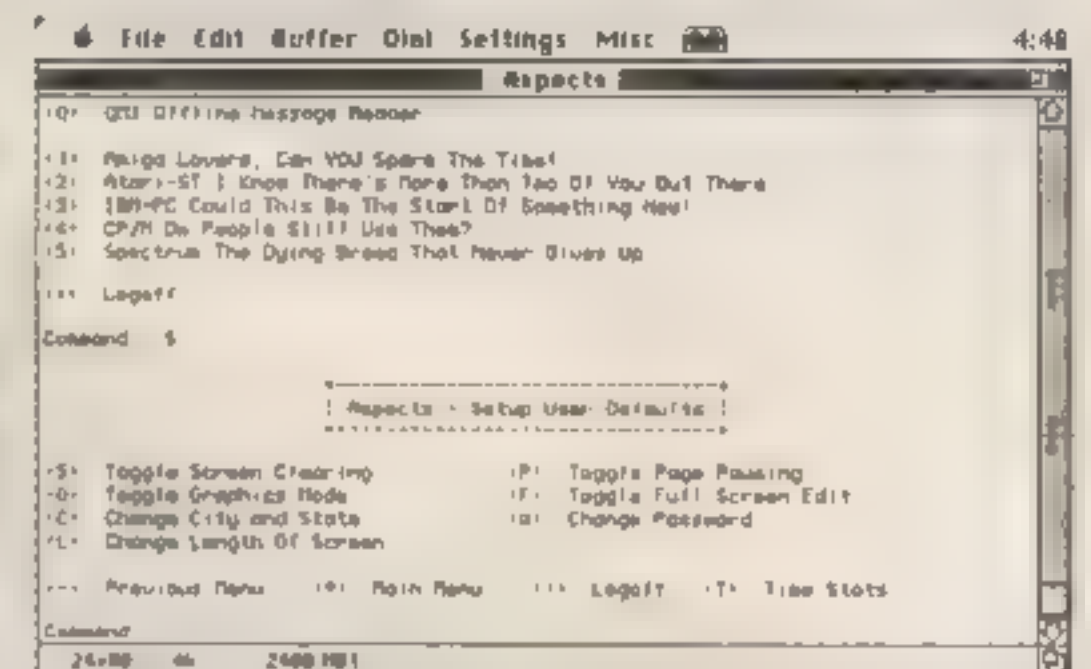 File Edit Buffer Dial Settings Misc 4:48
Aspects
<Q> QWK Offline Message Reader
<1> Amiga Lovers, Can YOU Spare The Time!
<2> Atari-ST I Know There's More Than Two Of You Out There
<3> IBM-PC Could This Be The Start Of Something New!
<4> CP/M Do People Still Use Them?
<5> Spectrum The Dying Breed That Never Gives Up
Logoff
Command S
Aspects - Setup User Defaults
<S> Toggle Screen Clearing <P> Toggle Page Pausing
<G> Toggle Graphics Mode <F> Toggle Full Screen Edit
<C> Change City and State Change Password
<L> Change Length Of Screen
<-> Previous Menu Main Menu Logoff <T> Time Stats
Command
2400